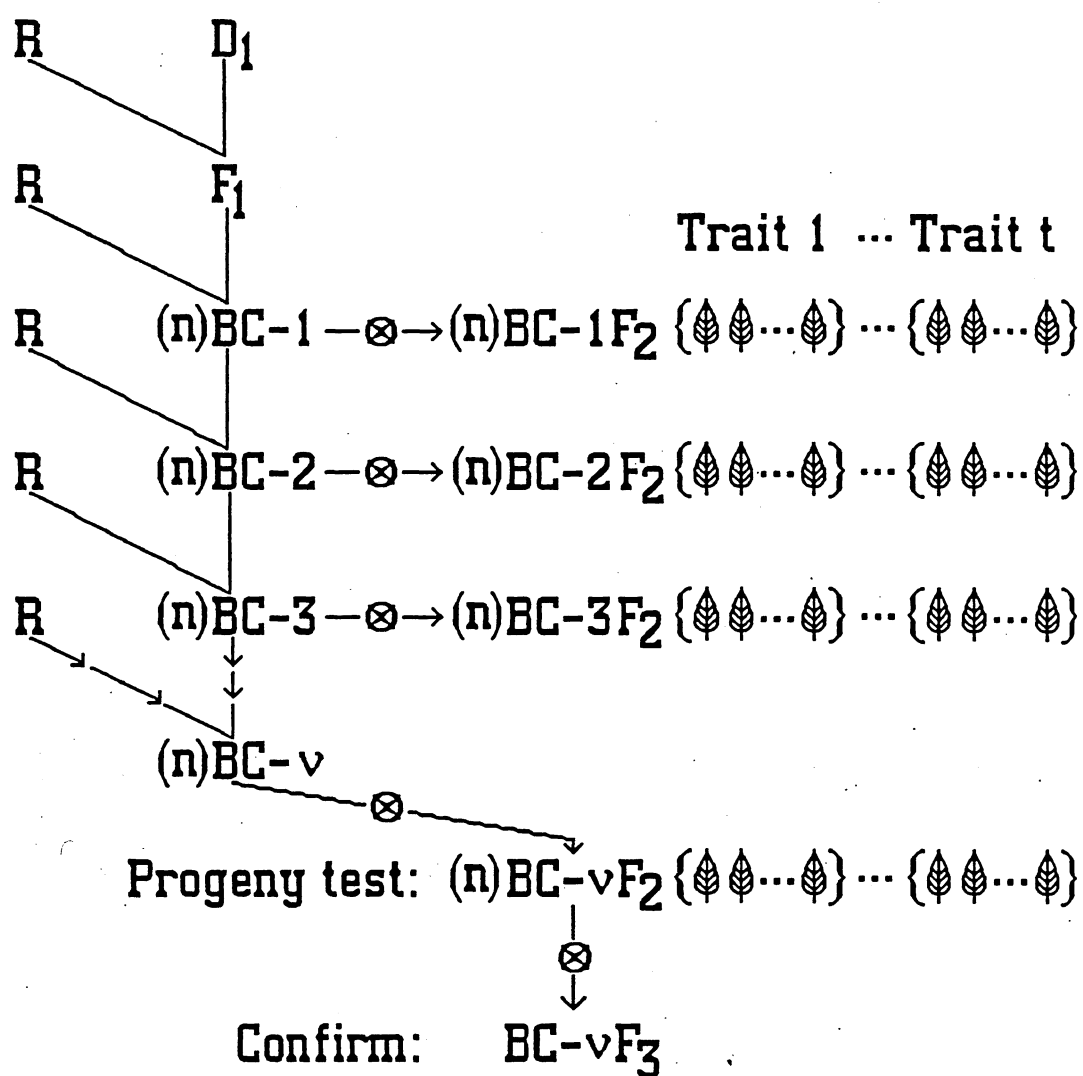 R D₁
R F₁
Trait 1 ... Trait t
R (n)BC-1 (n)BC-1F₂ { ... } ... { ... }
R (n)BC-2 (n)BC-2F₂ { ... } ... { ... }
R (n)BC-3 (n)BC-3F₂ { ... } ... { ... }
(n)BC-ν
Progeny test: (n)BC-νF₂ { ... } ... { ... }
Confirm: BC-νF₃